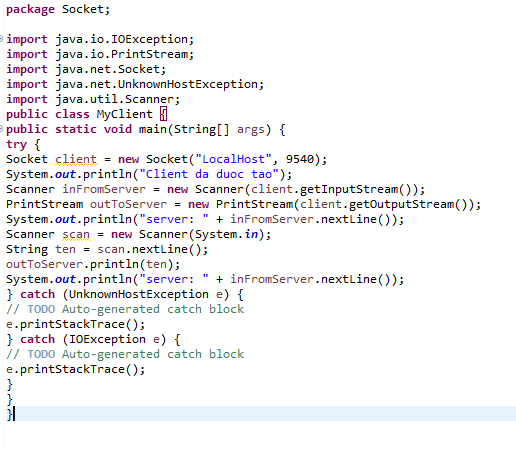 package Socket;
import java.io.IOException;
import java.io.PrintStream;
import java.net.Socket;
import java.net.UnknownHostException;
import java.util.Scanner;
public class MyClient {
public static void main(String[] args) {
try {
Socket client = new Socket("LocalHost", 9540);
System.out.println("Client da duoc tao");
Scanner inFromServer = new Scanner(client.getInputStream());
PrintStream outToServer = new PrintStream(client.getOutputStream());
System.out.println("server: " + inFromServer.nextLine());
Scanner scan = new Scanner(System.in);
String ten = scan.nextLine();
outToServer.println(ten);
System.out.println("server: " + inFromServer.nextLine());
} catch (UnknownHostException e) {
// TODO Auto-generated catch block
e.printStackTrace();
} catch (IOException e) {
// TODO Auto-generated catch block
e.printStackTrace();
}
}
}